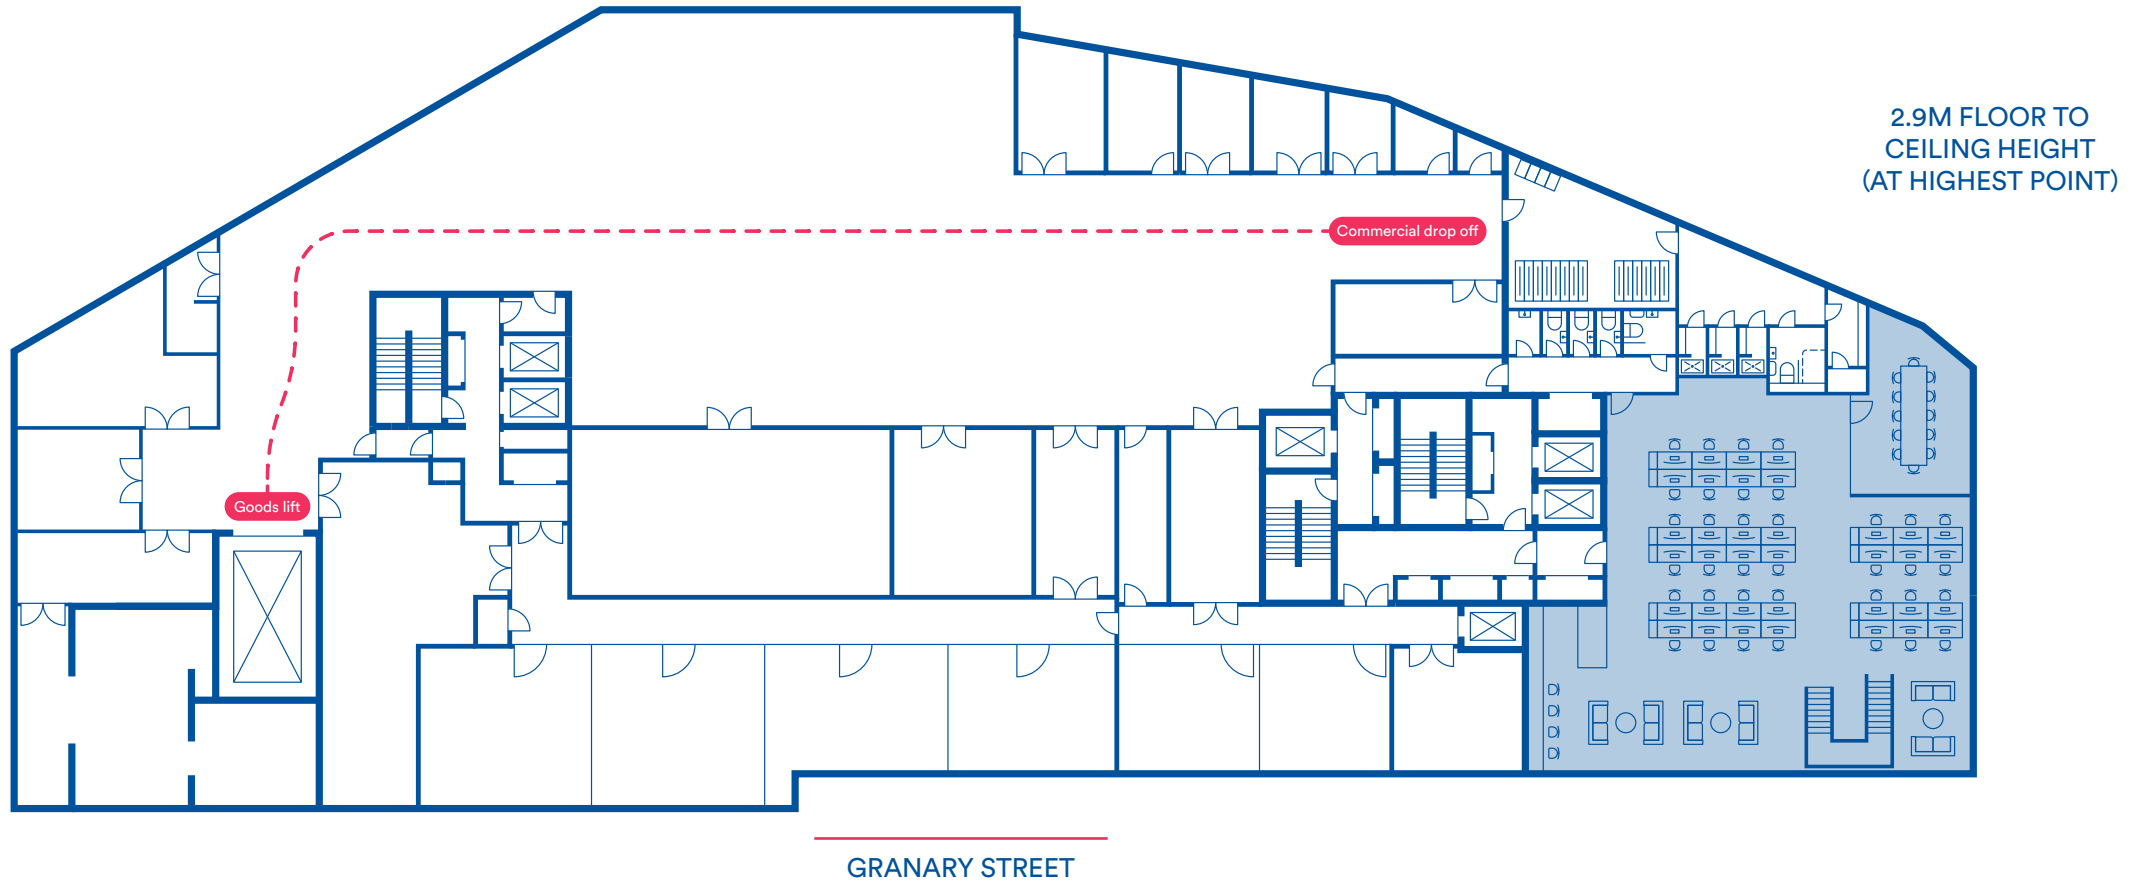 2.9M FLOOR TO
CEILING HEIGHT
(AT HIGHEST POINT)
Commercial drop off
Goods lift
GRANARY STREET